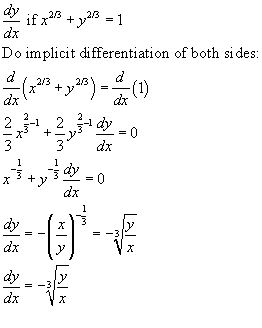 dy/dx if x^{2/3} + y^{2/3} = 1
Do implicit differentiation of both sides:
d/dx (x^{2/3} + y^{2/3}) = d/dx (1)
2/3 x^{2/3 - 1} + 2/3 y^{2/3 - 1} dy/dx = 0
x^{-1/3} + y^{-1/3} dy/dx = 0
dy/dx = -(x/y)^{-1/3} = -∛(y/x)
dy/dx = -∛(y/x)